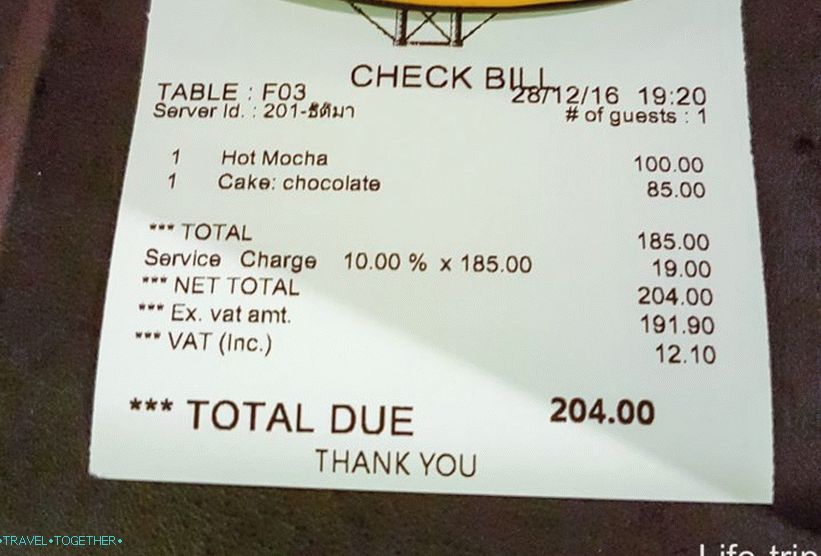 CHECK BILL
TABLE : F03 28/12/16 19:20
Server Id. : 201-ธิติมา # of guests : 1
1 Hot Mocha 100.00
1 Cake: chocolate 85.00
*** TOTAL 185.00
Service Charge 10.00 % x 185.00 19.00
*** NET TOTAL 204.00
*** Ex. vat amt. 191.90
*** VAT (Inc.) 12.10
*** TOTAL DUE 204.00
THANK YOU
•TRAVEL•TOGETHER•